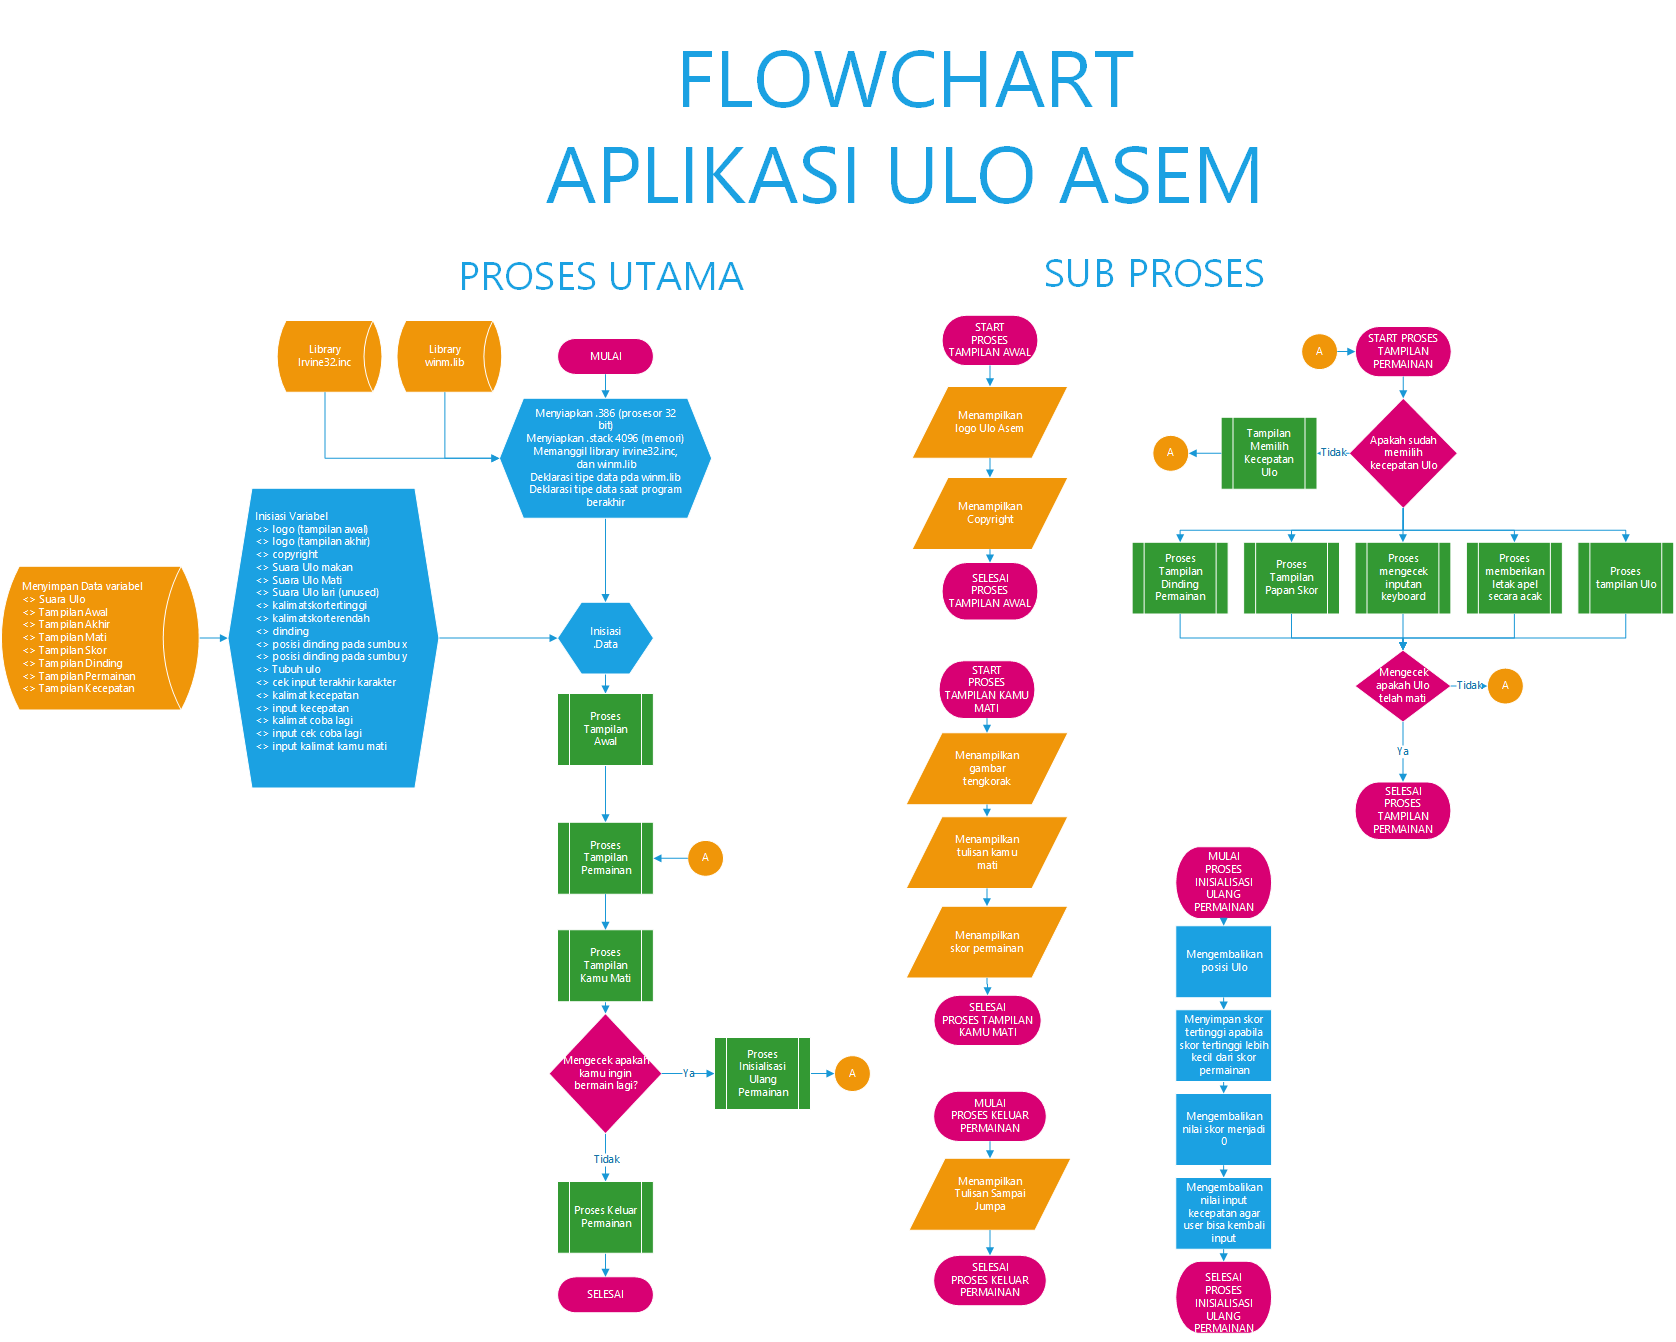 FLOWCHART
APLIKASI ULO ASEM
PROSES UTAMA
Library
Irvine32.inc
Library
winm.lib
MULAI
Menyiapkan .386 (prosesor 32
bit)
Menyiapkan .stack 4096 (memori)
Memanggil library irvine32.inc,
dan winm.lib
Deklarasi tipe data pda winm.lib
Deklarasi tipe data saat program
berakhir
Menyimpan Data variabel
<> Suara Ulo
<> Tampilan Awal
<> Tampilan Akhir
<> Tampilan Mati
<> Tampilan Skor
<> Tampilan Dinding
<> Tampilan Permainan
<> Tampilan Kecepatan
Inisiasi Variabel
<> logo (tampilan awal)
<> logo (tampilan akhir)
<> copyright
<> Suara Ulo makan
<> Suara Ulo Mati
<> Suara Ulo lari (unused)
<> kalimatskortertinggi
<> kalimatskorterendah
<> dinding
<> posisi dinding pada sumbu x
<> posisi dinding pada sumbu y
<> Tubuh ulo
<> cek input terakhir karakter
<> kalimat kecepatan
<> input kecepatan
<> kalimat coba lagi
<> input cek coba lagi
<> input kalimat kamu mati
Inisiasi
.Data
Proses
Tampilan
Awal
Proses
Tampilan
Permainan
A
Proses
Tampilan
Kamu Mati
Mengecek apakah
kamu ingin
bermain lagi?
Ya
Proses
Inisialisasi
Ulang
Permainan
A
Tidak
Proses Keluar
Permainan
SELESAI
SUB PROSES
START
PROSES
TAMPILAN AWAL
Menampilkan
logo Ulo Asem
Menampilkan
Copyright
SELESAI
PROSES
TAMPILAN AWAL
START
PROSES
TAMPILAN KAMU
MATI
Menampilkan
gambar
tengkorak
Menampilkan
tulisan kamu
mati
Menampilkan
skor permainan
SELESAI
PROSES TAMPILAN
KAMU MATI
MULAI
PROSES KELUAR
PERMAINAN
Menampilkan
Tulisan Sampai
Jumpa
SELESAI
PROSES KELUAR
PERMAINAN
A
START PROSES
TAMPILAN
PERMAINAN
Apakah sudah
memilih
kecepatan Ulo
Tidak
Tampilan
Memilih
Kecepatan
Ulo
A
Proses
Tampilan
Dinding
Permainan
Proses
Tampilan
Papan Skor
Proses
mengecek
inputan
keyboard
Proses
memberikan
letak apel
secara acak
Proses
tampilan Ulo
Mengecek
apakah Ulo
telah mati
Tidak
A
Ya
SELESAI
PROSES
TAMPILAN
PERMAINAN
MULAI
PROSES
INISIALISASI
ULANG
PERMAINAN
Mengembalikan
posisi Ulo
Menyimpan skor
tertinggi apabila
skor tertinggi lebih
kecil dari skor
permainan
Mengembalikan
nilai skor menjadi
0
Mengembalikan
nilai input
kecepatan agar
user bisa kembali
input
SELESAI
PROSES
INISIALISASI
ULANG
PERMAINAN